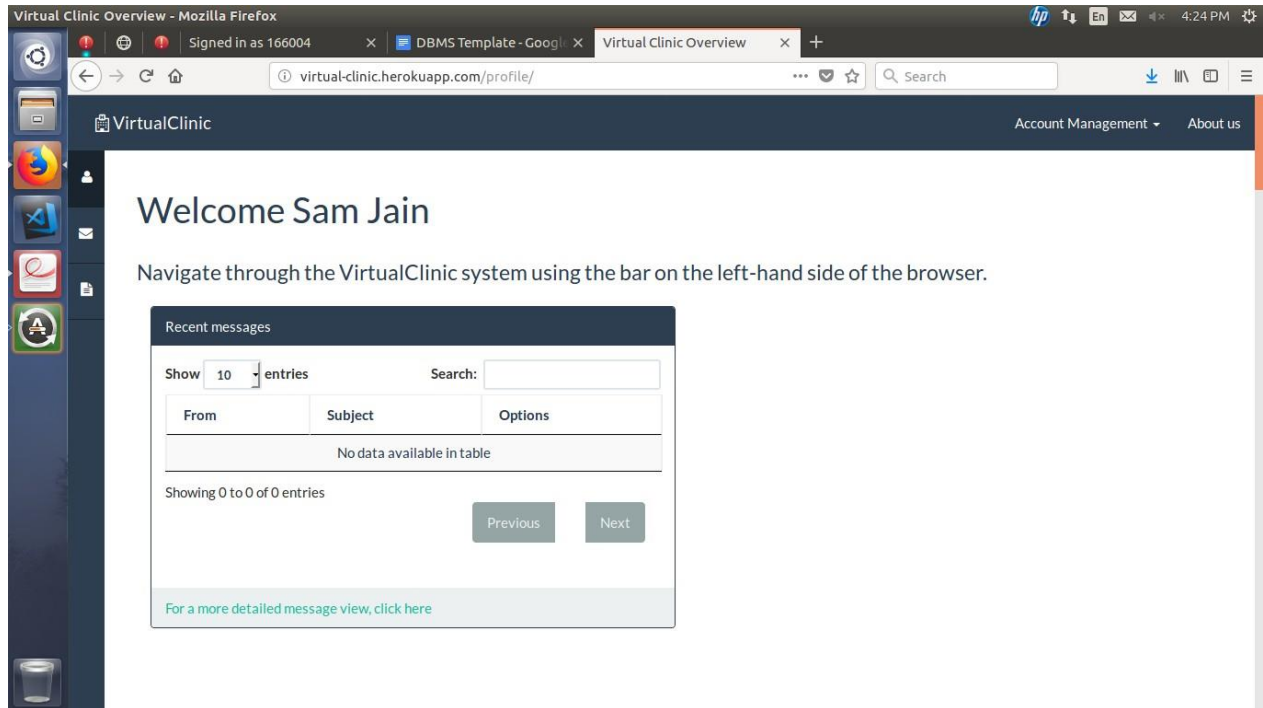 Virtual Clinic Overview - Mozilla Firefox
hp En 4:24 PM
Signed in as 166004 DBMS Template - Googl Virtual Clinic Overview
virtual-clinic.herokuapp.com/profile/ Search
VirtualClinic Account Management About us
Welcome Sam Jain
Navigate through the VirtualClinic system using the bar on the left-hand side of the browser.
Recent messages
Show 10 entries Search:
From Subject Options
No data available in table
Showing 0 to 0 of 0 entries
Previous Next
For a more detailed message view, click here